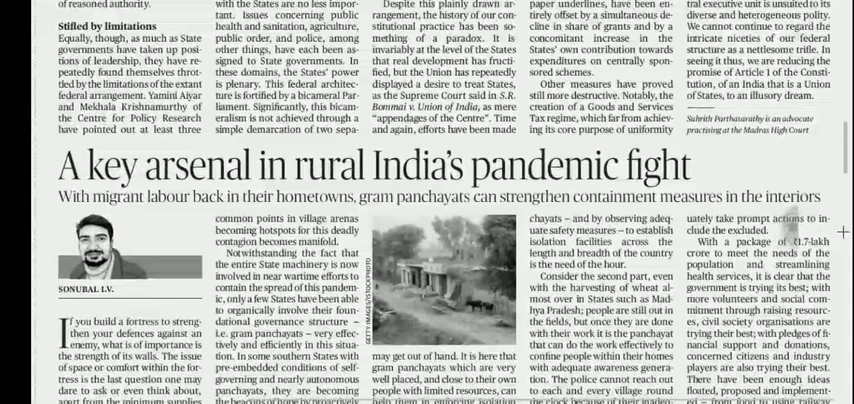 of reasoned authority.
Stifled by limitations
Equally, though, as much as State
governments have taken up posi-
tions of leadership, they have re-
peatedly found themselves throt-
tled by the limitations of the extant
federal arrangement. Yamini Aiyar
and Mekhala Krishnamurthy of
the Centre for Policy Research
have pointed out at least three
with the States are no less impor-
tant. Issues concerning public
health and sanitation, agriculture,
public order, and police, among
other things, have each been as-
signed to State governments. In
these domains, the States' power
is plenary. This federal architec-
ture is fortified by a bicameral Par-
liament. Significantly, this bicam-
eralism is not achieved through a
simple demarcation of two sepa-
Despite this plainly drawn ar-
rangement, the history of our con-
stitutional practice has been so-
mething of a paradox. It is
invariably at the level of the States
that real development has fructi-
fied, but the Union has repeatedly
displayed a desire to treat States,
as the Supreme Court said in S.R.
Bommai v. Union of India, as mere
“appendages of the Centre”. Time
and again, efforts have been made
paper underlines, have been en-
tirely offset by a simultaneous de-
cline in share of grants and by a
concomitant increase in the
States' own contribution towards
expenditures on centrally spon-
sored schemes.
Other measures have proved
still more destructive. Notably, the
creation of a Goods and Services
Tax regime, which far from achiev-
ing its core purpose of uniformity
tral executive unit is unsuited to its
diverse and heterogeneous polity.
We cannot continue to regard the
intricate niceties of our federal
structure as a nettlesome trifle. In
seeing it thus, we are reducing the
promise of Article 1 of the Consti-
tution, of an India that is a Union
of States, to an illusory dream.
Suhrith Parthasarathy is an advocate
practising at the Madras High Court
A key arsenal in rural India's pandemic fight
With migrant labour back in their hometowns, gram panchayats can strengthen containment measures in the interiors
SONUBAL I.V.
If you build a fortress to streng-
then your defences against an
enemy, what is of importance is
the strength of its walls. The issue
of space or comfort within the for-
tress is the last question one may
dare to ask or even think about,
apart from the minimum supplies
common points in village arenas
becoming hotspots for this deadly
contagion becomes manifold.
Notwithstanding the fact that
the entire State machinery is now
involved in near wartime efforts to
contain the spread of this pandem-
ic, only a few States have been able
to organically involve their foun-
dational governance structure –
i.e. gram panchayats – very effec-
tively and efficiently in this situa-
tion. In some southern States with
pre-embedded conditions of self-
governing and nearly autonomous
panchayats, they are becoming
the beacons of hope by proactively
GETTY IMAGES/ISTOCKPHOTO
may get out of hand. It is here that
gram panchayats which are very
well placed, and close to their own
people with limited resources, can
help them in enforcing isolation
chayats – and by observing adeq-
uate safety measures – to establish
isolation facilities across the
length and breadth of the country
is the need of the hour.
Consider the second part, even
with the harvesting of wheat al-
most over in States such as Mad-
hya Pradesh; people are still out in
the fields, but once they are done
with their work it is the panchayat
that can do the work effectively to
confine people within their homes
with adequate awareness genera-
tion. The police cannot reach out
to each and every village round
the clock because of their inadeq-
uately take prompt actions to in-
clude the excluded.
With a package of ₹1.7-lakh
crore to meet the needs of the
population and streamlining
health services, it is clear that the
government is trying its best; with
more volunteers and social com-
mitment through raising resourc-
es, civil society organisations are
trying their best; with pledges of fi-
nancial support and donations,
concerned citizens and industry
players are also trying their best.
There have been enough ideas
floated, proposed and implement-
ed – from food to using railway